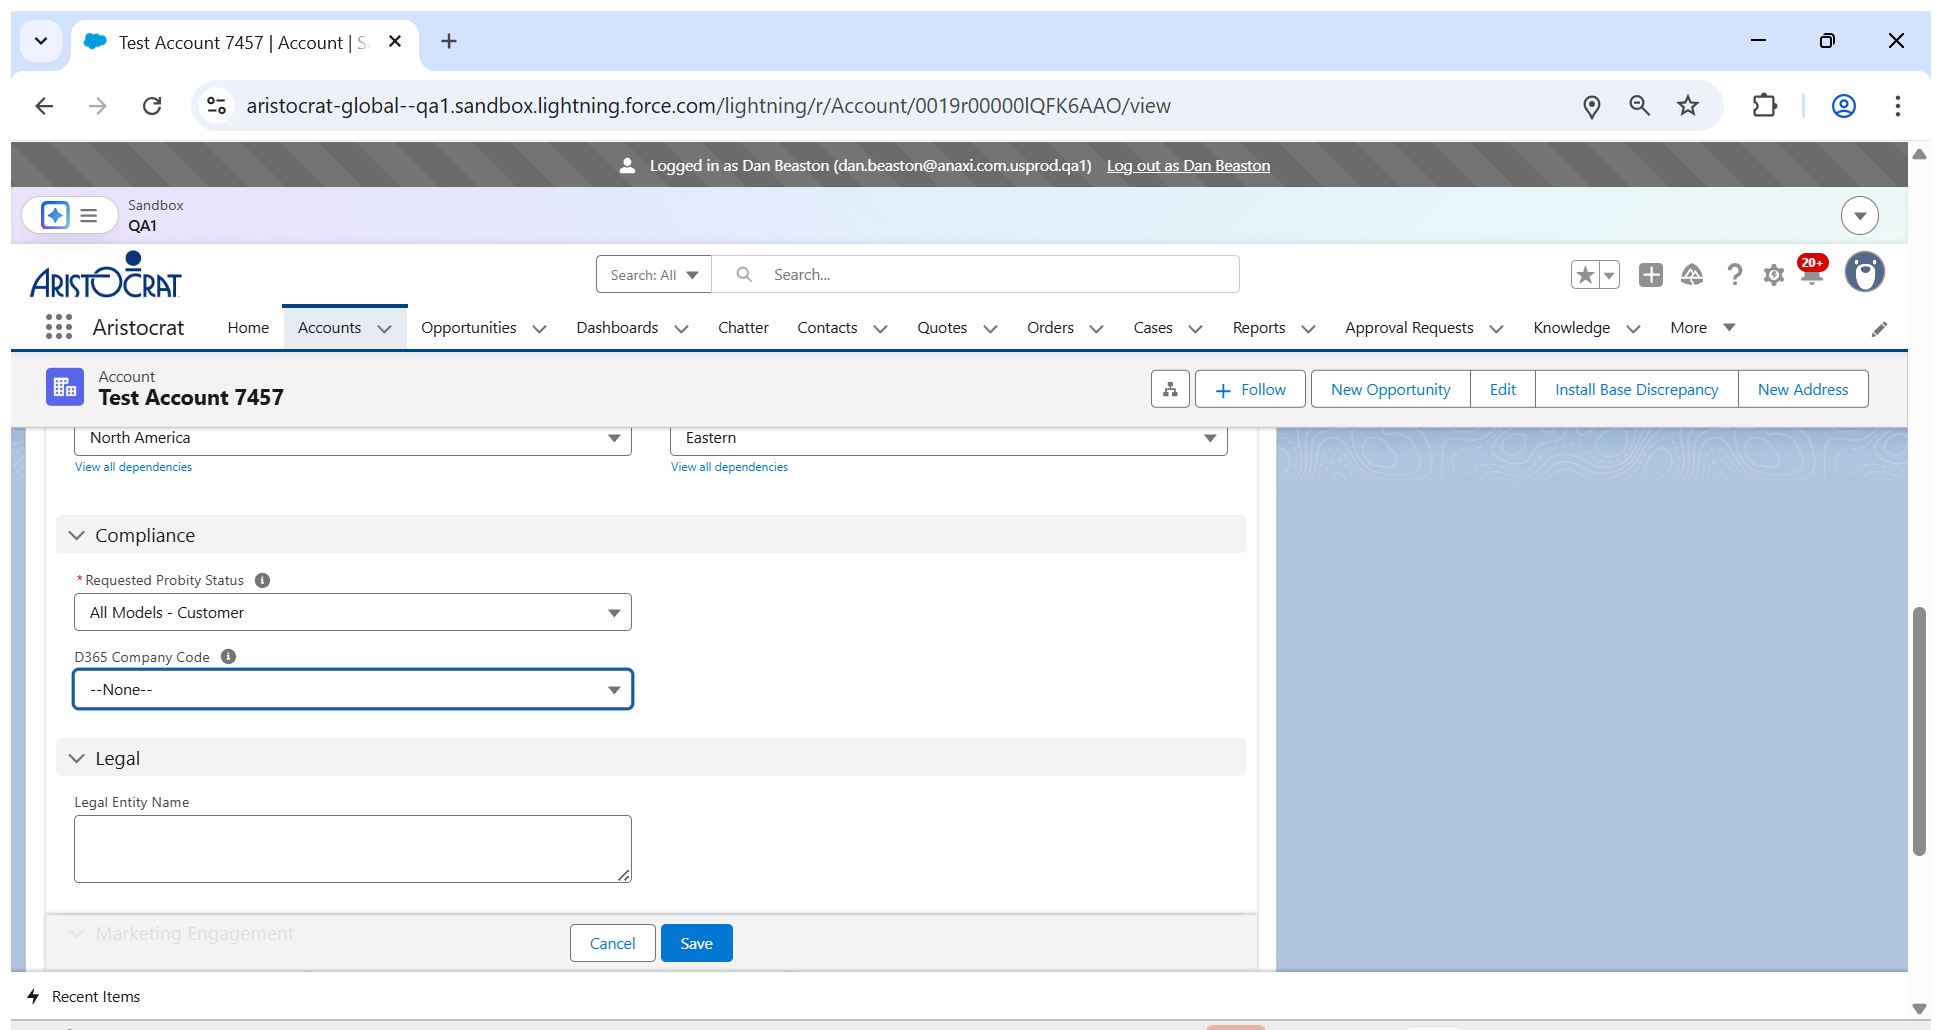 Test Account 7457 | Account | S
aristocrat-global--qa1.sandbox.lightning.force.com/lightning/r/Account/0019r00000lQFK6AAO/view
Logged in as Dan Beaston (dan.beaston@anaxi.com.usprod.qa1) Log out as Dan Beaston
Sandbox
QA1
ARISTOCRAT
Search: All
Search...
20+
Aristocrat Home Accounts Opportunities Dashboards Chatter Contacts Quotes Orders Cases Reports Approval Requests Knowledge More
Account
Test Account 7457
Follow New Opportunity Edit Install Base Discrepancy New Address
North America Eastern
View all dependencies View all dependencies
Compliance
*Requested Probity Status
All Models - Customer
D365 Company Code
--None--
Legal
Legal Entity Name
Marketing Engagement
Cancel Save
Recent Items